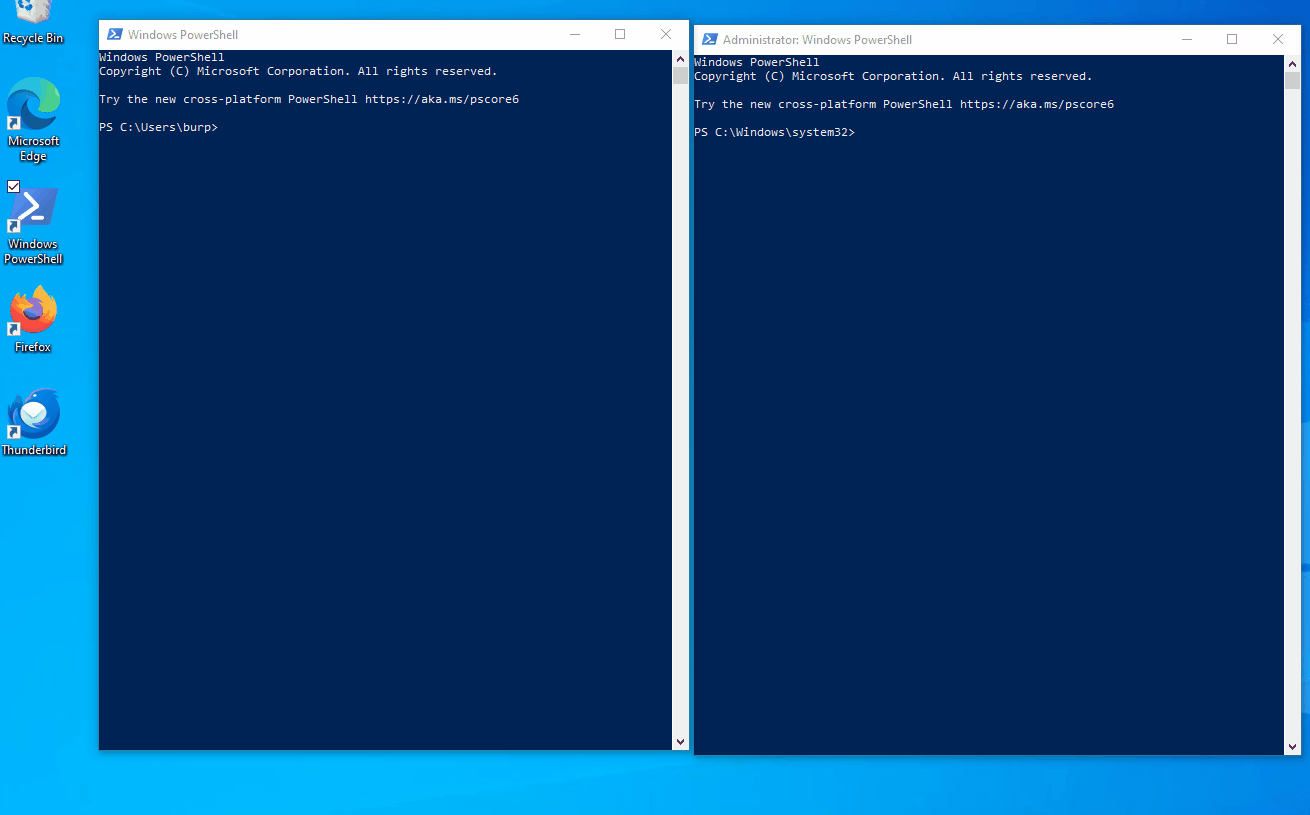 Recycle Bin
Microsoft
Edge
Windows
PowerShell
Firefox
Thunderbird
Windows PowerShell
Windows PowerShell
Copyright (C) Microsoft Corporation. All rights reserved.
Try the new cross-platform PowerShell https://aka.ms/pscore6
PS C:\Users\burp>
Administrator: Windows PowerShell
Windows PowerShell
Copyright (C) Microsoft Corporation. All rights reserved.
Try the new cross-platform PowerShell https://aka.ms/pscore6
PS C:\Windows\system32>